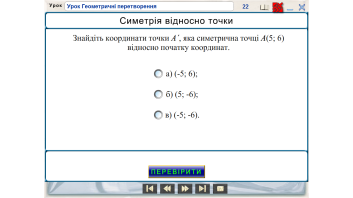 Урок Урок Геометричні перетворення 22
Симетрія відносно точки
Знайдіть координати точки A´, яка симетрична точці A(5; 6)
відносно початку координат.
а) (-5; 6);
б) (5; -6);
в) (-5; -6).
ПЕРЕВІРИТИ